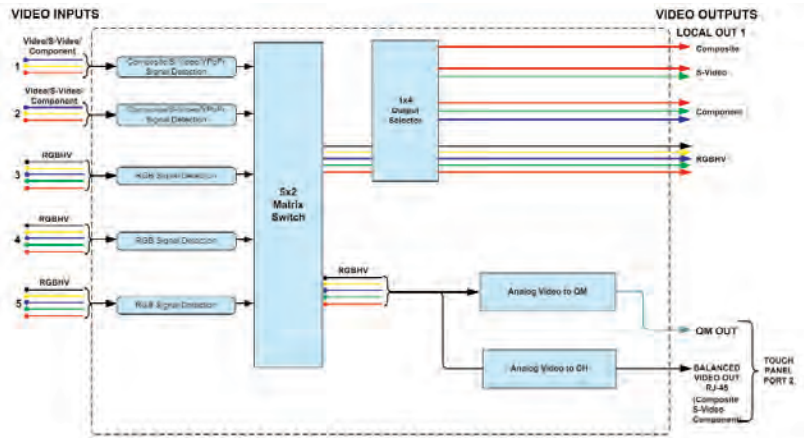 VIDEO INPUTS
VIDEO OUTPUTS
LOCAL OUT 1
Video/S-Video/
Component
1
Composite/S-Video/YPbPr
Signal Detection
Video/S-Video/
Component
2
Composite/S-Video/YPbPr
Signal Detection
RGBHV
3
RGB Signal Detection
RGBHV
4
RGB Signal Detection
RGBHV
5
RGB Signal Detection
5x2
Matrix
Switch
1x4
Output
Selector
Composite
S-Video
Component
RGBHV
RGBHV
Analog Video to QM
Analog Video to CH
QM OUT
BALANCED
VIDEO OUT
RJ-45
(Composite
S-Video
Component)
TOUCH
PANEL
PORT 2